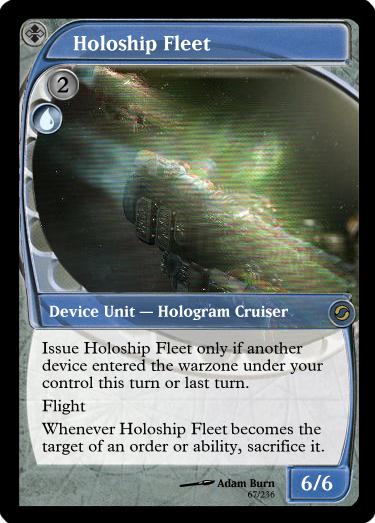 Holoship Fleet
2
Device Unit — Hologram Cruiser
Issue Holoship Fleet only if another
device entered the warzone under your
control this turn or last turn.
Flight
Whenever Holoship Fleet becomes the
target of an order or ability, sacrifice it.
Adam Burn
67/236
6/6